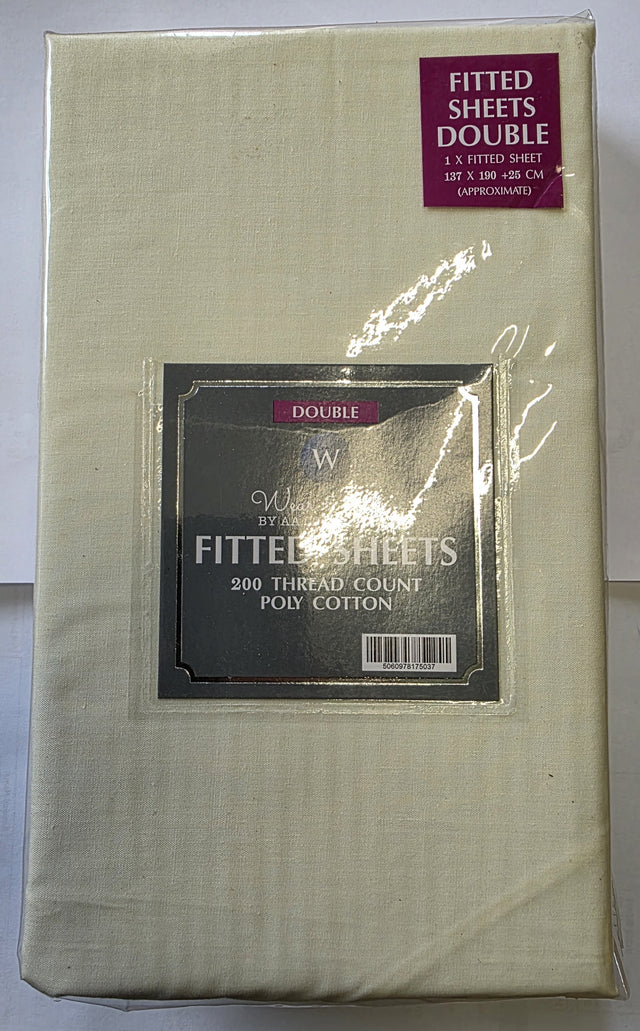 FITTED
SHEETS
DOUBLE
1 X FITTED SHEET
137 X 190 +25 CM
(APPROXIMATE)
DOUBLE
W
BY
FITTED SHEETS
200 THREAD COUNT
POLY COTTON
5060978175037